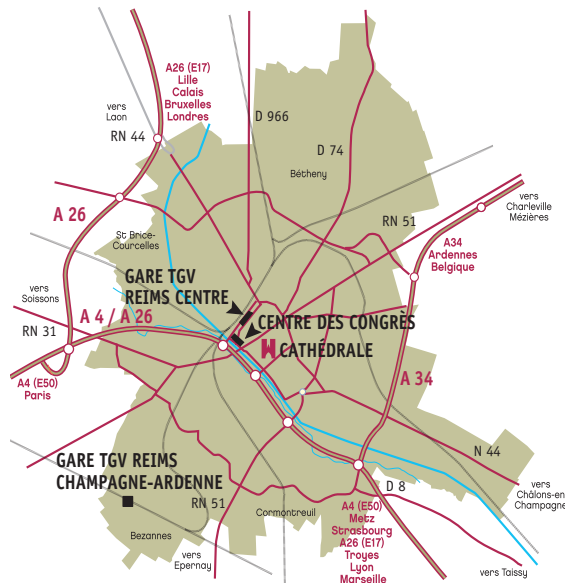 A26 (E17)
Lille
Calais
Bruxelles
Londres
vers
Laon
RN 44
D 966
D 74
Bétheny
A 26
RN 51
vers
Charleville
Mézières
St Brice-
Courcelles
A34
Ardennes
Belgique
GARE TGV
REIMS CENTRE
vers
Soissons
A 4 / A 26
CENTRE DES CONGRÈS
RN 31
CATHÉDRALE
A4 (E50)
Paris
A 34
GARE TGV REIMS
CHAMPAGNE-ARDENNE
N 44
D 8
vers
Châlons-en
Champagne
RN 51
Cormontreuil
A4 (E50)
Metz
Strasbourg
A26 (E17)
Troyes
Lyon
Marseille
Bezannes
vers
Epernay
vers Taissy